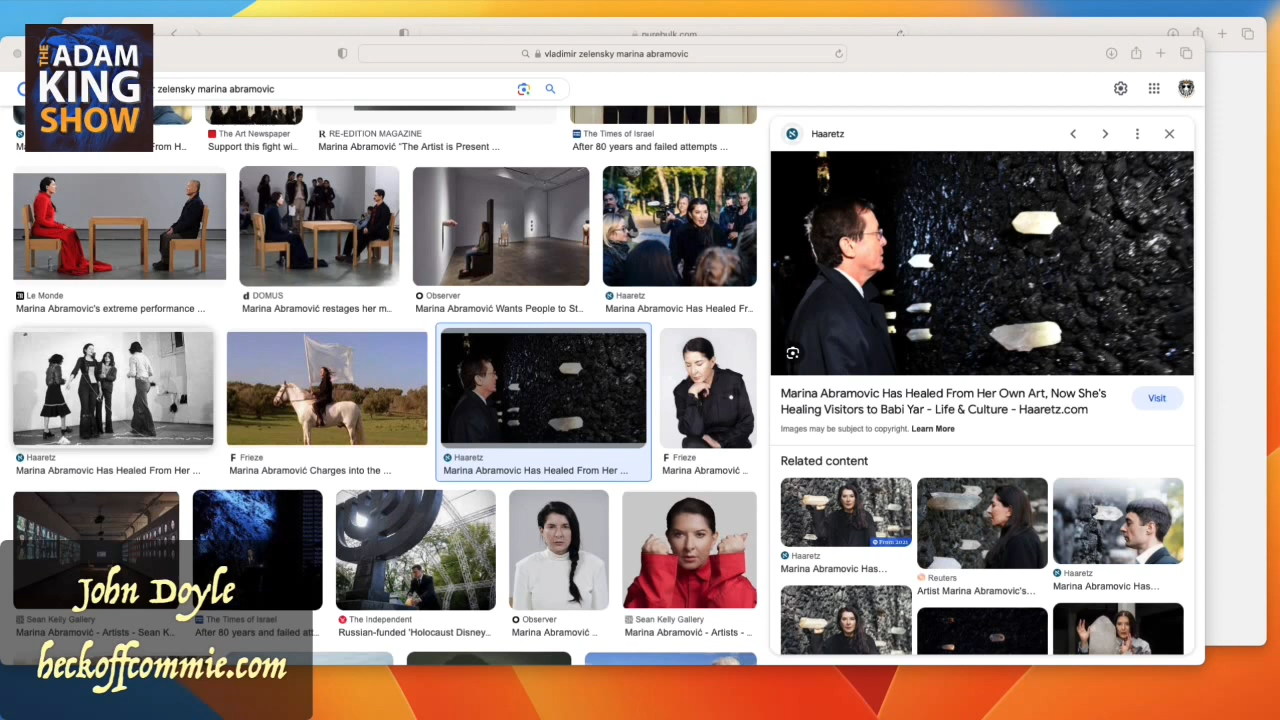 THE
ADAM
KING
SHOW
purebulk.com
vladimir zelensky marina abramovic
zelensky marina abramovic
The Art Newspaper
Support this fight wi...
RE-EDITION MAGAZINE
Marina Abramović "The Artist is Present ...
The Times of Israel
After 80 years and failed attempts ...
Le Monde
Marina Abramovic's extreme performance ...
DOMUS
Marina Abramović restages her m...
Observer
Marina Abramović Wants People to St...
Haaretz
Marina Abramović Has Healed Fr...
Haaretz
Marina Abramovic Has Healed From Her ...
Frieze
Marina Abramović Charges into the ...
Haaretz
Marina Abramovic Has Healed From Her ...
Frieze
Marina Abramović ..
Sean Kelly Gallery
Marina Abramović - Artists - Sean K...
The Times of Israel
After 80 years and failed att...
The Independent
Russian-funded 'Holocaust Disney...
Observer
Marina Abramović ..
Sean Kelly Gallery
Marina Abramović - Artists - ...
Haaretz
Marina Abramovic Has Healed From Her Own Art, Now She's
Healing Visitors to Babi Yar - Life & Culture - Haaretz.com
Visit
Images may be subject to copyright. Learn More
Related content
From 2021
Haaretz
Marina Abramovic Has...
Reuters
Artist Marina Abramovic's...
Haaretz
Marina Abramovic Has...
John Doyle
heckoffcommie.com